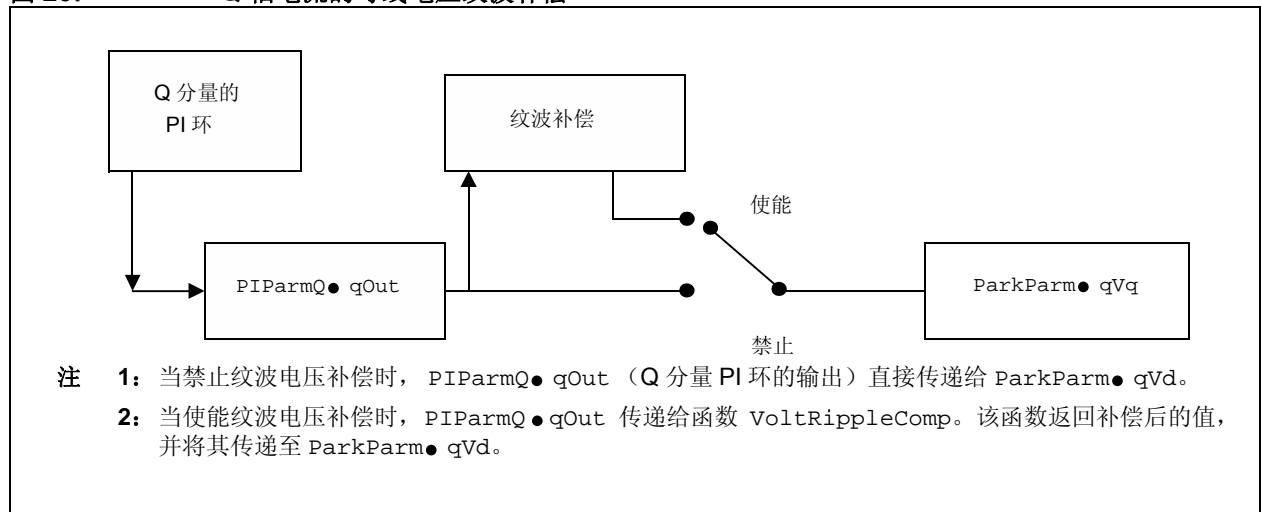 Q 分量的
PI 环
纹波补偿
使能
PIParmQ● qOut
ParkParm● qVq
禁止
注 1： 当禁止纹波电压补偿时， PIParmQ● qOut （Q 分量 PI 环的输出）直接传递给 ParkParm● qVd。
2： 当使能纹波电压补偿时，PIParmQ ● qOut 传递给函数 VoltRippleComp。该函数返回补偿后的值，
并将其传递至 ParkParm● qVd。